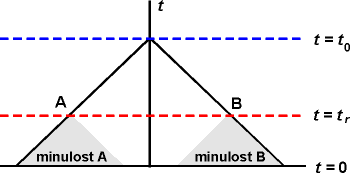 t
t = t0
A
B
t = tr
minulost A
minulost B
t = 0